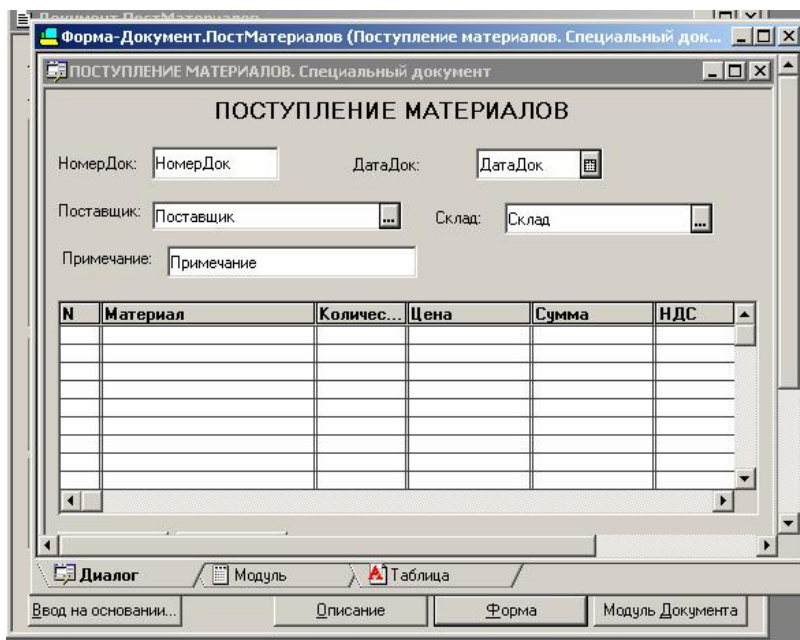 Документ.ПостМатериалов
Форма-Документ.ПостМатериалов (Поступление материалов. Специальный док...
ПОСТУПЛЕНИЕ МАТЕРИАЛОВ. Специальный документ
ПОСТУПЛЕНИЕ МАТЕРИАЛОВ
НомерДок: НомерДок ДатаДок: ДатаДок
Поставщик: Поставщик ... Склад: Склад ...
Примечание: Примечание
N Материал Количес... Цена Сумма НДС
Диалог Модуль Таблица
Ввод на основании... Описание Форма Модуль Документа